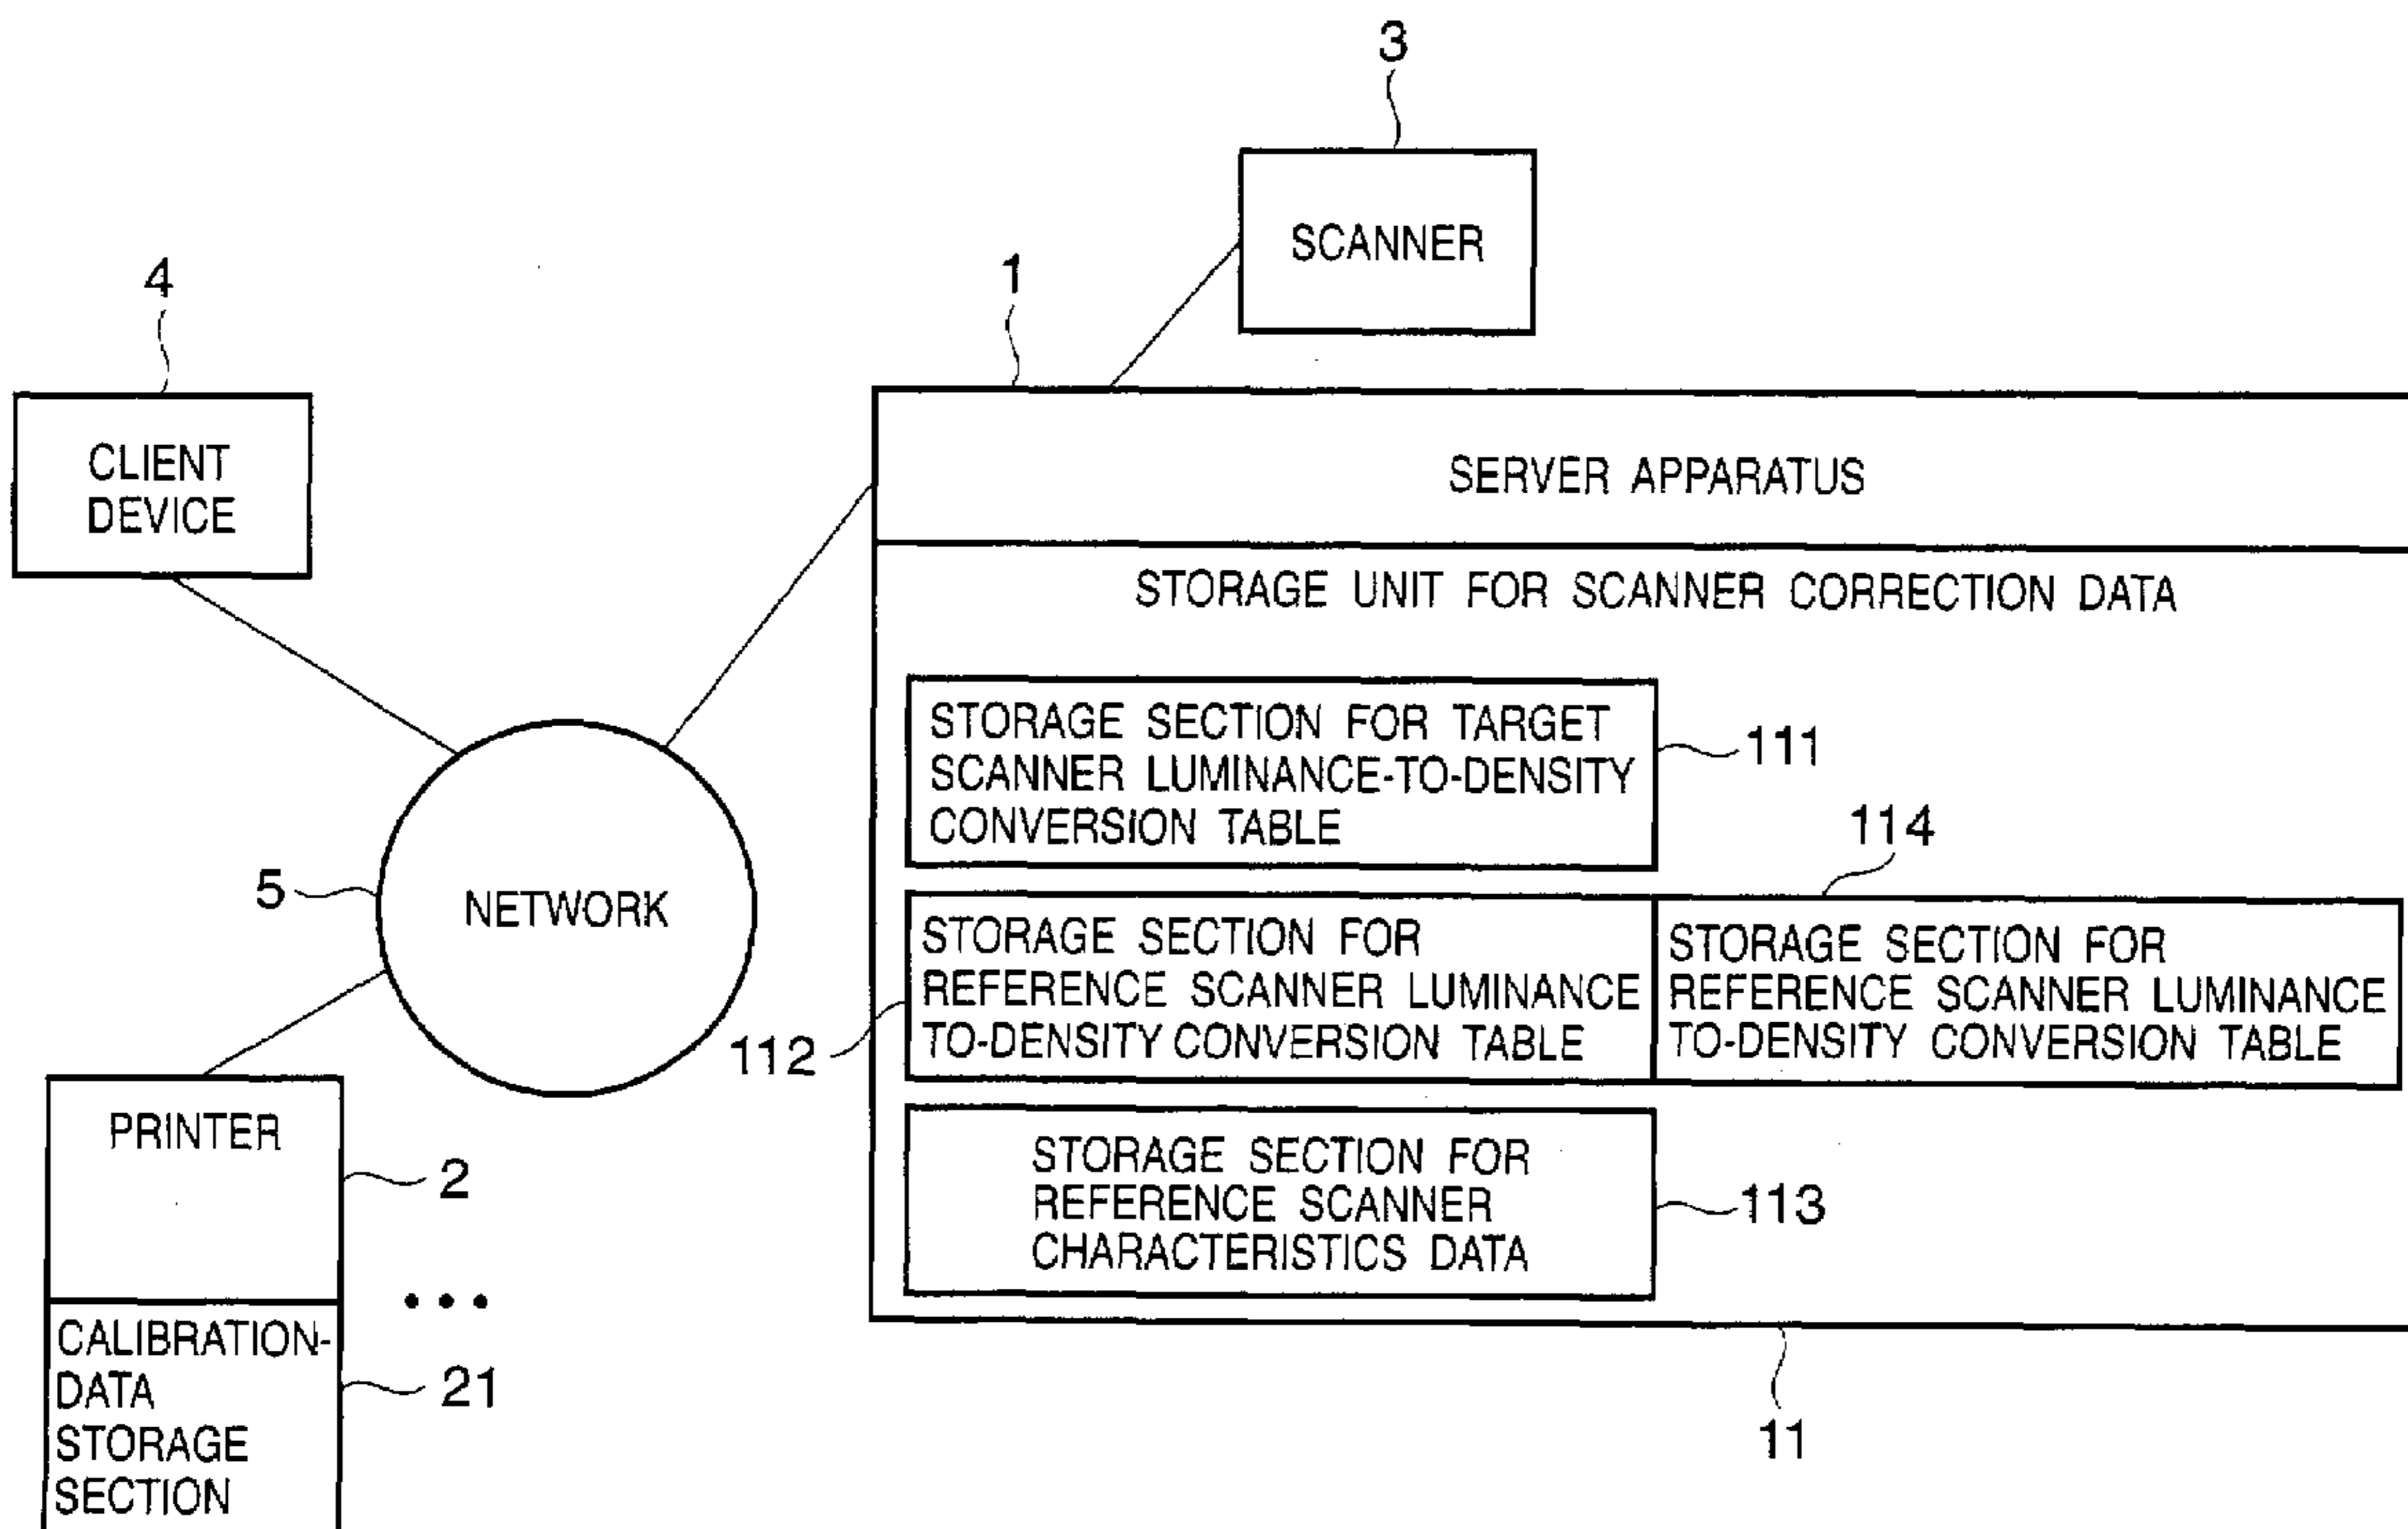 3
SCANNER
4
1
CLIENT
DEVICE
SERVER APPARATUS
STORAGE UNIT FOR SCANNER CORRECTION DATA
STORAGE SECTION FOR TARGET
SCANNER LUMINANCE-TO-DENSITY
CONVERSION TABLE
111
114
5
NETWORK
STORAGE SECTION FOR
REFERENCE SCANNER LUMINANCE
TO-DENSITY CONVERSION TABLE
112
STORAGE SECTION FOR
REFERENCE SCANNER LUMINANCE
TO-DENSITY CONVERSION TABLE
PRINTER
2
STORAGE SECTION FOR
REFERENCE SCANNER
CHARACTERISTICS DATA
113
• • •
CALIBRATION-
DATA
STORAGE
SECTION
21
11